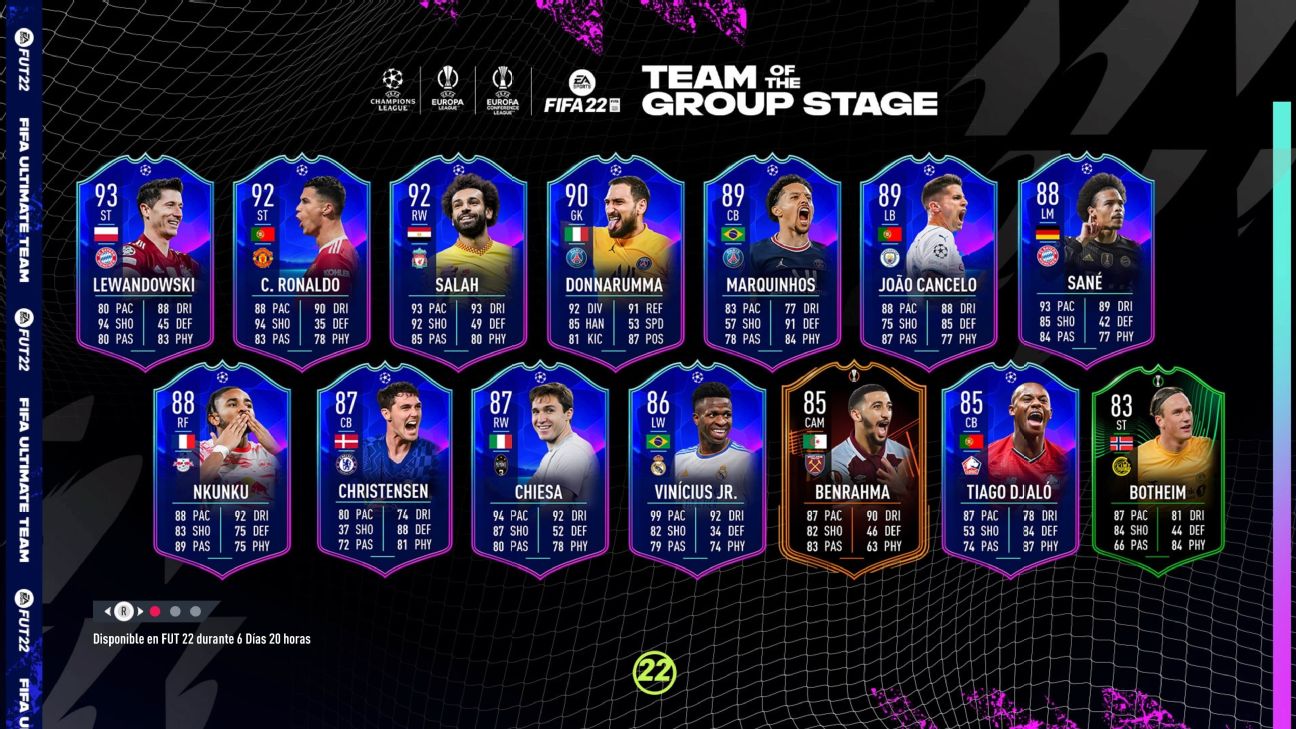 CHAMPIONS LEAGUE
EUROPA LEAGUE
EUROPA CONFERENCE LEAGUE
EA SPORTS
FIFA 22
TEAM OF THE
GROUP STAGE
93
ST
LEWANDOWSKI
80 PAC 88 DRI
94 SHO 45 DEF
80 PAS 83 PHY
92
ST
KOHLER
C. RONALDO
88 PAC 90 DRI
94 SHO 35 DEF
83 PAS 78 PHY
92
RW
SALAH
93 PAC 93 DRI
92 SHO 49 DEF
85 PAS 80 PHY
90
GK
DONNARUMMA
92 DIV 91 REF
85 HAN 53 SPD
81 KIC 87 POS
89
CB
MARQUINHOS
83 PAC 77 DRI
57 SHO 91 DEF
78 PAS 84 PHY
89
LB
JOÃO CANCELO
88 PAC 88 DRI
75 SHO 85 DEF
87 PAS 77 PHY
88
LM
SANÉ
93 PAC 89 DRI
85 SHO 42 DEF
84 PAS 77 PHY
88
RF
NKUNKU
88 PAC 92 DRI
83 SHO 75 DEF
89 PAS 75 PHY
87
CB
CHRISTENSEN
80 PAC 74 DRI
37 SHO 88 DEF
72 PAS 81 PHY
87
RW
CHIESA
94 PAC 92 DRI
87 SHO 52 DEF
80 PAS 78 PHY
86
LW
VINÍCIUS JR.
99 PAC 92 DRI
82 SHO 34 DEF
79 PAS 74 PHY
85
CAM
BENRAHMA
87 PAC 90 DRI
82 SHO 46 DEF
83 PAS 63 PHY
85
CB
TIAGO DJALÓ
87 PAC 78 DRI
53 SHO 84 DEF
74 PAS 87 PHY
83
ST
BOTHEIM
87 PAC 81 DRI
84 SHO 44 DEF
66 PAS 84 PHY
R
Disponible en FUT 22 durante 6 Días 20 horas
22
FUT22
FIFA ULTIMATE TEAM
FUT22
FIFA ULTIMATE TEAM
FUT22
FIFA U